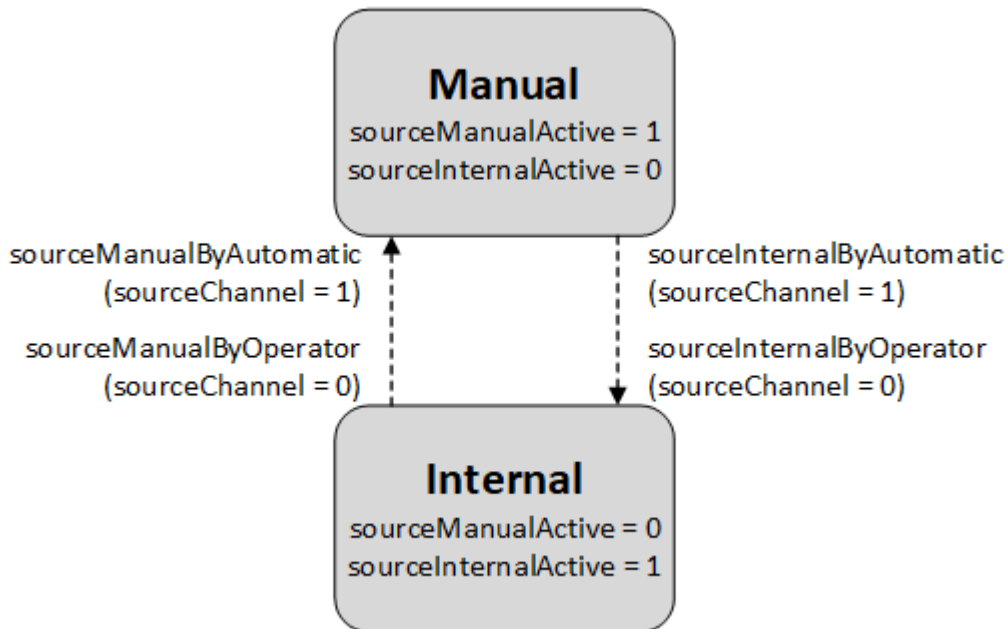 Manual
sourceManualActive = 1
sourceInternalActive = 0
sourceManualByAutomatic
(sourceChannel = 1)
sourceManualByOperator
(sourceChannel = 0)
sourceInternalByAutomatic
(sourceChannel = 1)
sourceInternalByOperator
(sourceChannel = 0)
Internal
sourceManualActive = 0
sourceInternalActive = 1